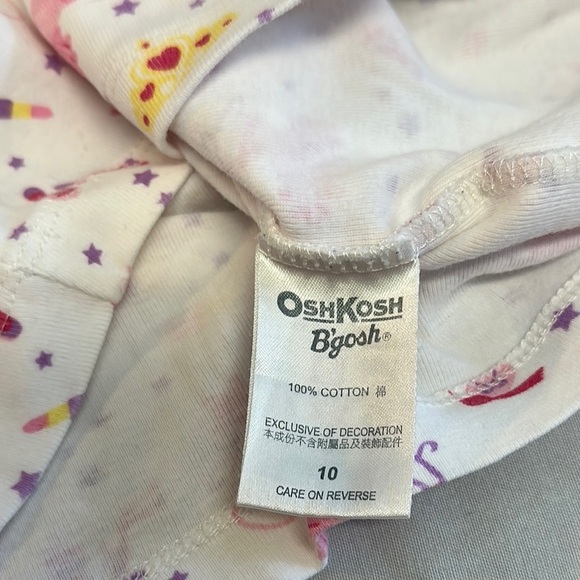 OSHKOSH
B'gosh®
100% COTTON 棉
EXCLUSIVE OF DECORATION
本成份不含附屬品及裝飾配件
10
CARE ON REVERSE